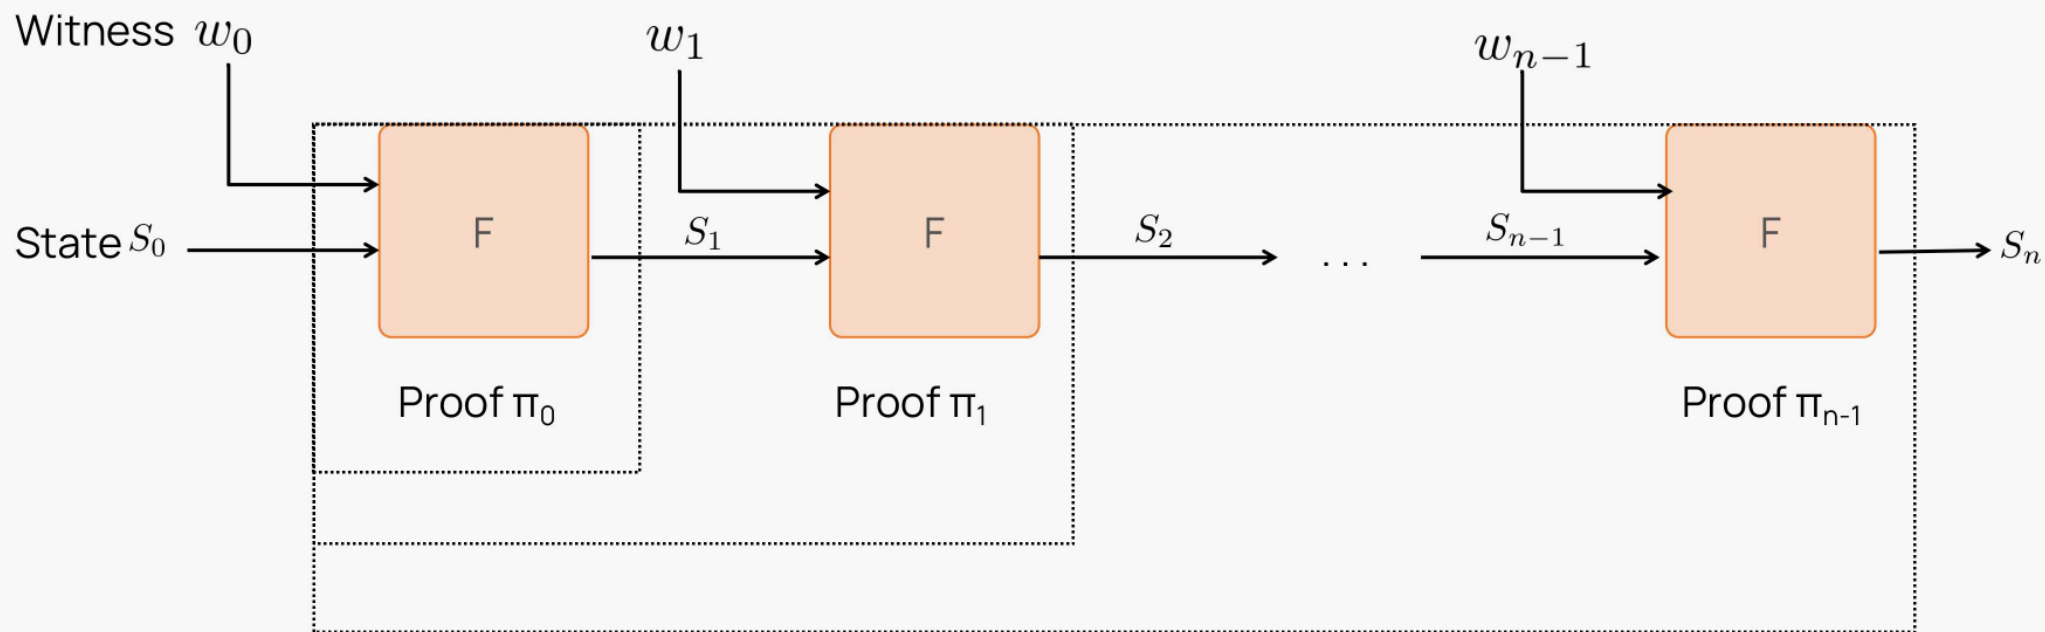 Witness w₀
w₁
wₙ₋₁
F
F
F
State S₀
S₁
S₂
. . .
Sₙ₋₁
Sₙ
Proof π₀
Proof π₁
Proof πₙ₋₁